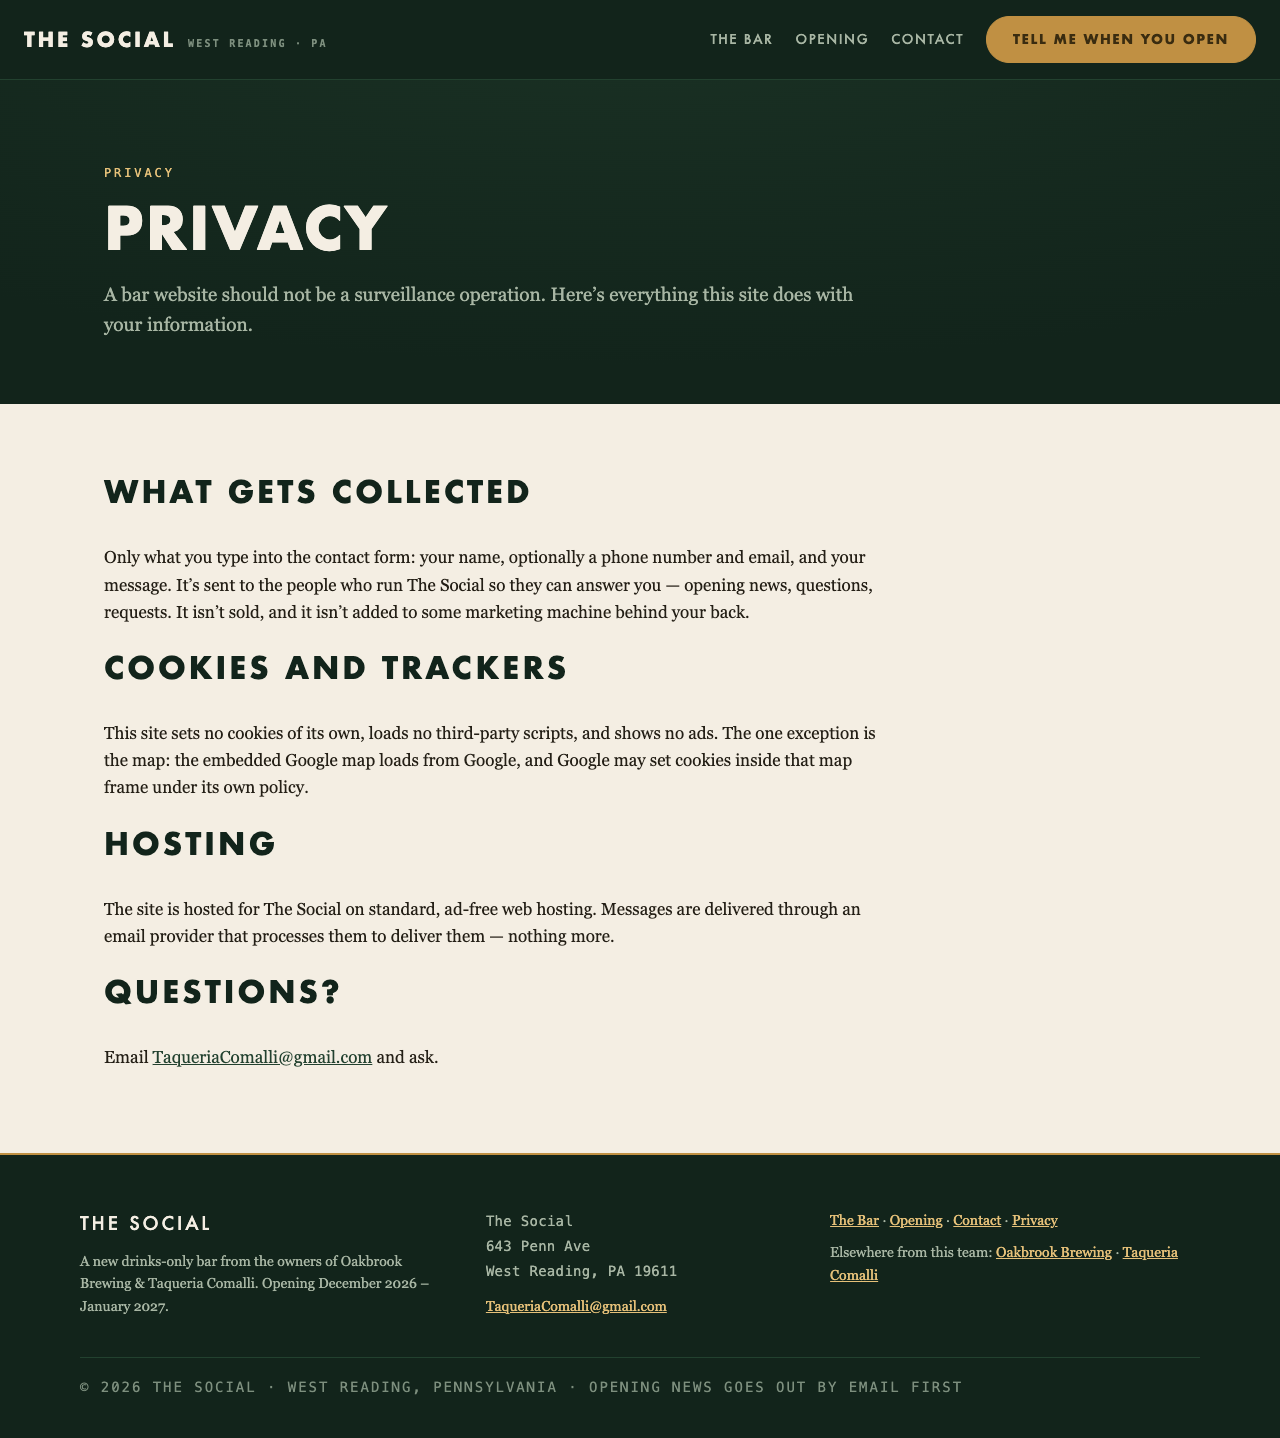 THE SOCIAL WEST READING · PA
THE BAR OPENING CONTACT TELL ME WHEN YOU OPEN
PRIVACY
PRIVACY
A bar website should not be a surveillance operation. Here’s everything this site does with
your information.
WHAT GETS COLLECTED
Only what you type into the contact form: your name, optionally a phone number and email, and your
message. It’s sent to the people who run The Social so they can answer you — opening news, questions,
requests. It isn’t sold, and it isn’t added to some marketing machine behind your back.
COOKIES AND TRACKERS
This site sets no cookies of its own, loads no third-party scripts, and shows no ads. The one exception is
the map: the embedded Google map loads from Google, and Google may set cookies inside that map
frame under its own policy.
HOSTING
The site is hosted for The Social on standard, ad-free web hosting. Messages are delivered through an
email provider that processes them to deliver them — nothing more.
QUESTIONS?
Email TaqueriaComalli@gmail.com and ask.
THE SOCIAL
A new drinks-only bar from the owners of Oakbrook
Brewing & Taqueria Comalli. Opening December 2026 –
January 2027.
The Social
643 Penn Ave
West Reading, PA 19611
TaqueriaComalli@gmail.com
The Bar · Opening · Contact · Privacy
Elsewhere from this team: Oakbrook Brewing · Taqueria
Comalli
© 2026 THE SOCIAL · WEST READING, PENNSYLVANIA · OPENING NEWS GOES OUT BY EMAIL FIRST